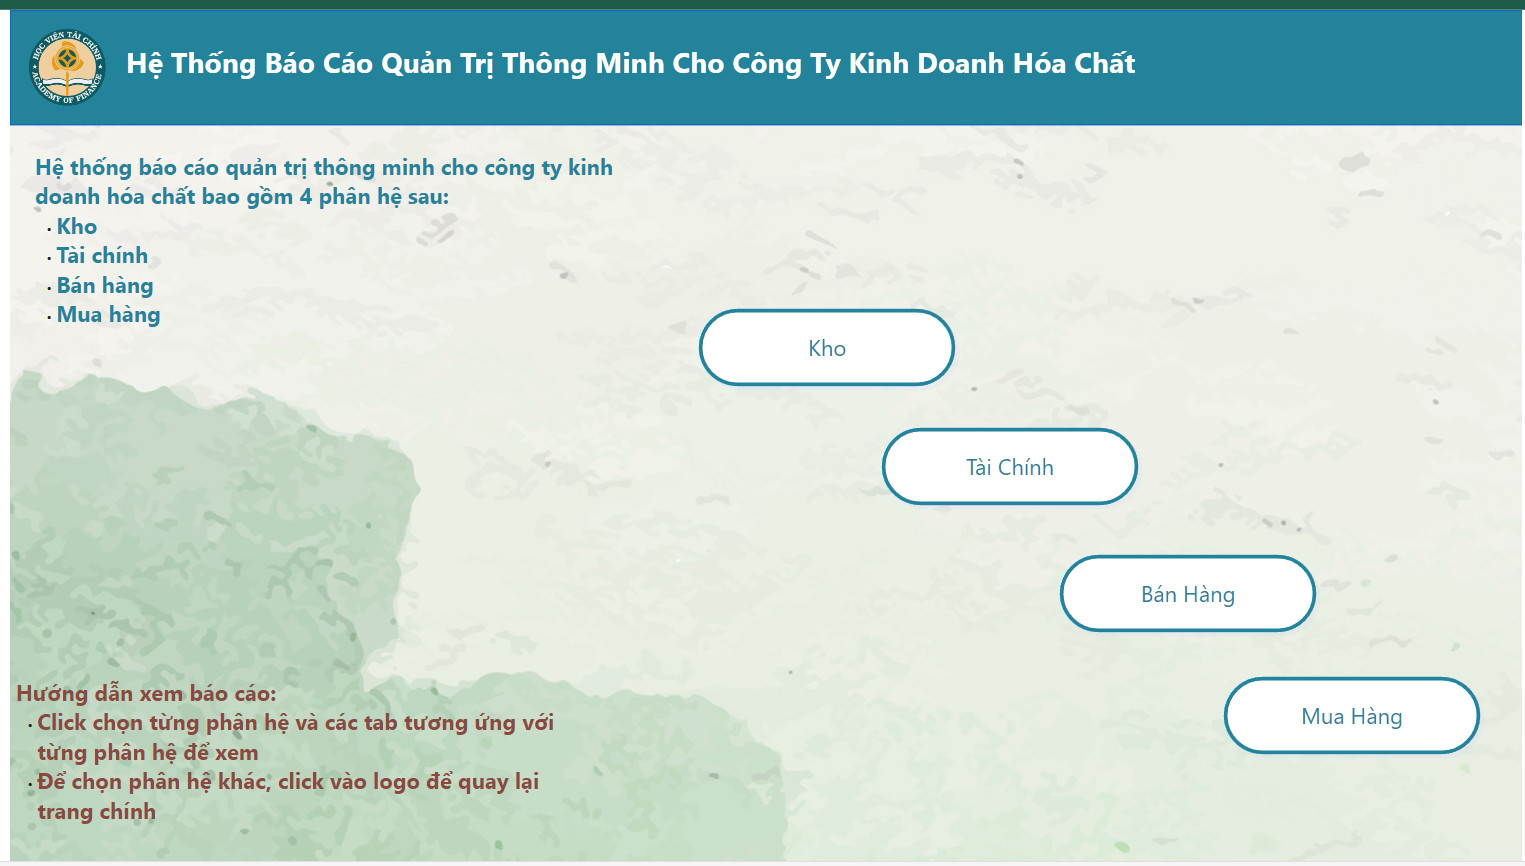 HỌC VIỆN TÀI CHÍNH
ACADEMY OF FINANCE
Hệ Thống Báo Cáo Quản Trị Thông Minh Cho Công Ty Kinh Doanh Hóa Chất
Hệ thống báo cáo quản trị thông minh cho công ty kinh
doanh hóa chất bao gồm 4 phân hệ sau:
· Kho
· Tài chính
· Bán hàng
· Mua hàng
Kho
Tài Chính
Bán Hàng
Mua Hàng
Hướng dẫn xem báo cáo:
· Click chọn từng phân hệ và các tab tương ứng với
từng phân hệ để xem
· Để chọn phân hệ khác, click vào logo để quay lại
trang chính